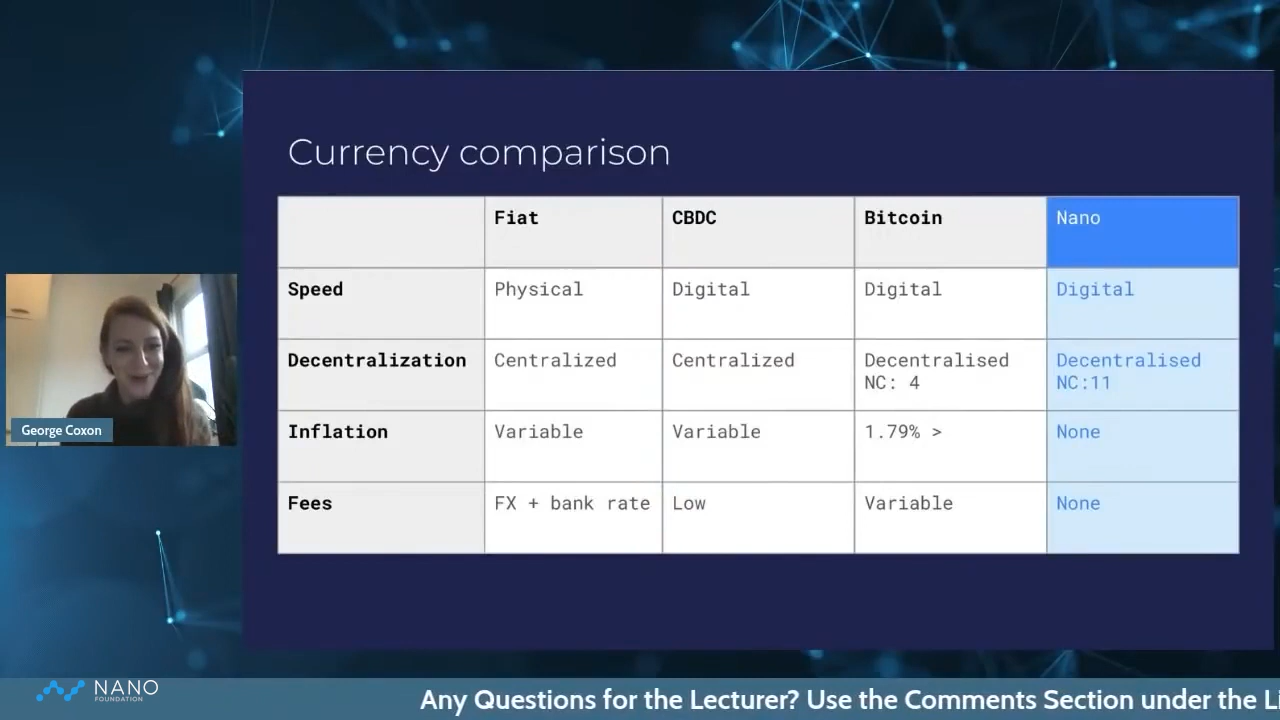 Currency comparison
Fiat CBDC Bitcoin Nano
Speed Physical Digital Digital Digital
Decentralization Centralized Centralized Decentralised Decentralised
NC: 4 NC:11
Inflation Variable Variable 1.79% > None
Fees FX + bank rate Low Variable None
George Coxon
NANO
FOUNDATION
Any Questions for the Lecturer? Use the Comments Section under the Li